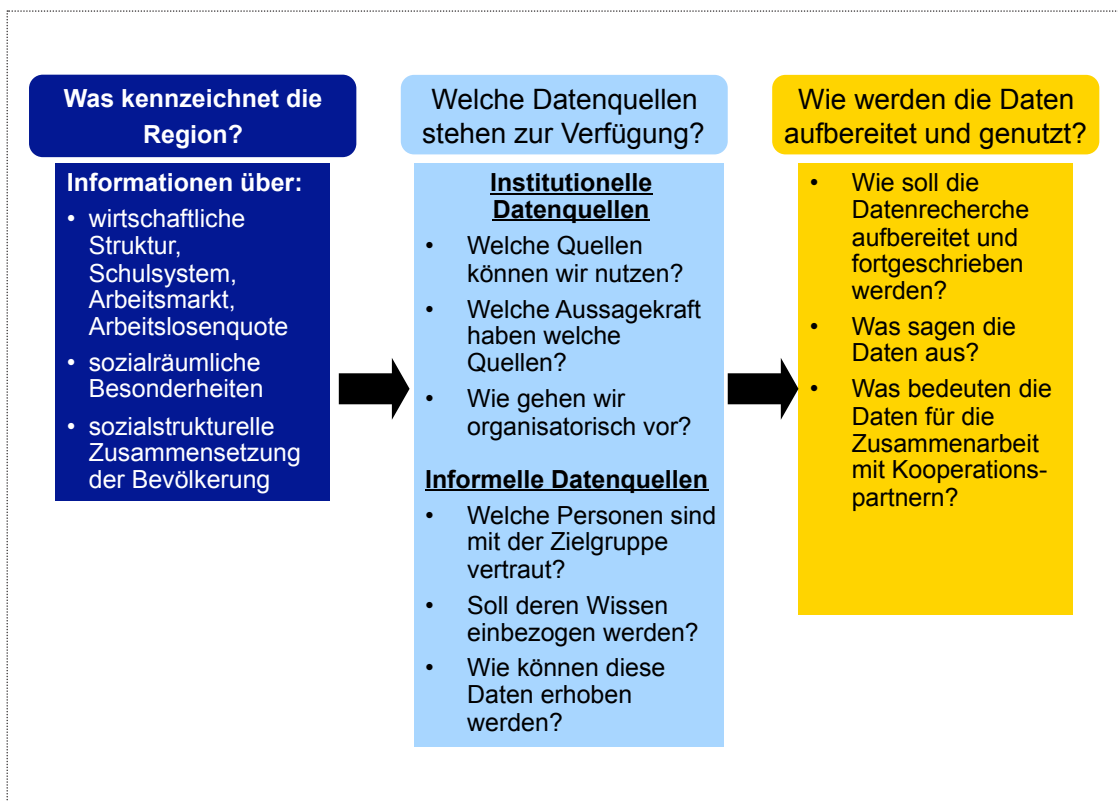 Was kennzeichnet die
Region?
Informationen über:
• wirtschaftliche
Struktur,
Schulsystem,
Arbeitsmarkt,
Arbeitslosenquote
• sozialräumliche
Besonderheiten
• sozialstrukturelle
Zusammensetzung
der Bevölkerung
Welche Datenquellen
stehen zur Verfügung?
Institutionelle
Datenquellen
• Welche Quellen
können wir nutzen?
• Welche Aussagekraft
haben welche
Quellen?
• Wie gehen wir
organisatorisch vor?
Informelle Datenquellen
• Welche Personen sind
mit der Zielgruppe
vertraut?
• Soll deren Wissen
einbezogen werden?
• Wie können diese
Daten erhoben
werden?
Wie werden die Daten
aufbereitet und genutzt?
• Wie soll die
Datenrecherche
aufbereitet und
fortgeschrieben
werden?
• Was sagen die
Daten aus?
• Was bedeuten die
Daten für die
Zusammenarbeit
mit Kooperations-
partnern?